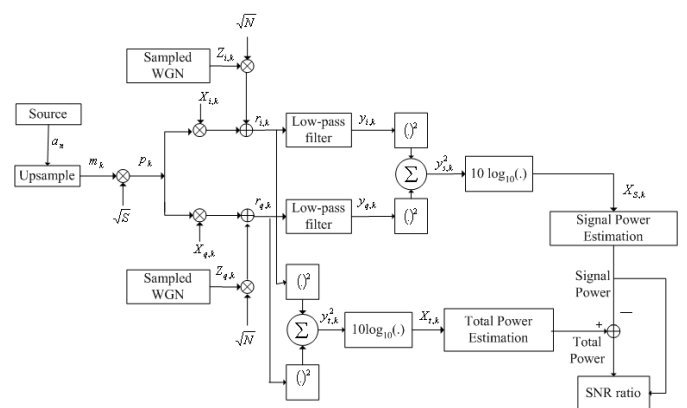 √N
Sampled
WGN
Z_{i,k}
X_{i,k}
Source
a_n
Upsample
m_k
p_k
√S
r_{i,k}
Low-pass
filter
y_{i,k}
(.)²
Σ
y²_{s,k}
10 log₁₀(.)
X_{S,k}
r_{q,k}
Low-pass
filter
y_{q,k}
(.)²
X_{q,k}
Signal Power
Estimation
Sampled
WGN
Z_{q,k}
√N
Signal
Power
(.)²
Σ
y²_{t,k}
10log₁₀(.)
X_{t,k}
Total Power
Estimation
+
−
Total
Power
(.)²
SNR ratio